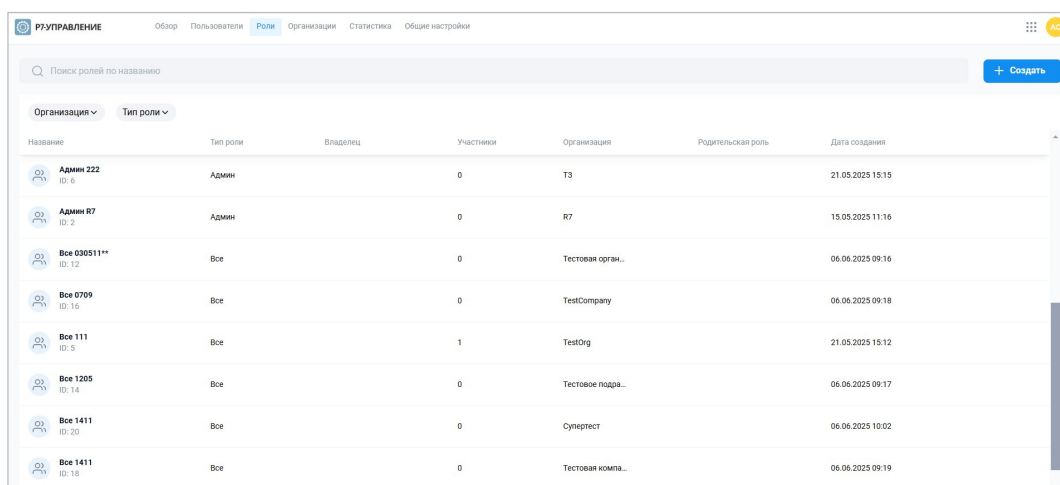 Р7-УПРАВЛЕНИЕ Обзор Пользователи Роли Организации Статистика Общие настройки АС
Поиск ролей по названию + Создать
Организация Тип роли
Название Тип роли Владелец Участники Организация Родительская роль Дата создания
Админ 222
ID: 6 Админ 0 T3 21.05.2025 15:15
Админ R7
ID: 2 Админ 0 R7 15.05.2025 11:16
Все 030511**
ID: 12 Все 0 Тестовая орган... 06.06.2025 09:16
Все 0709
ID: 16 Все 0 TestCompany 06.06.2025 09:18
Все 111
ID: 5 Все 1 TestOrg 21.05.2025 15:12
Все 1205
ID: 14 Все 0 Тестовое подра... 06.06.2025 09:17
Все 1411
ID: 20 Все 0 Супертест 06.06.2025 10:02
Все 1411
ID: 18 Все 0 Тестовая компа... 06.06.2025 09:19